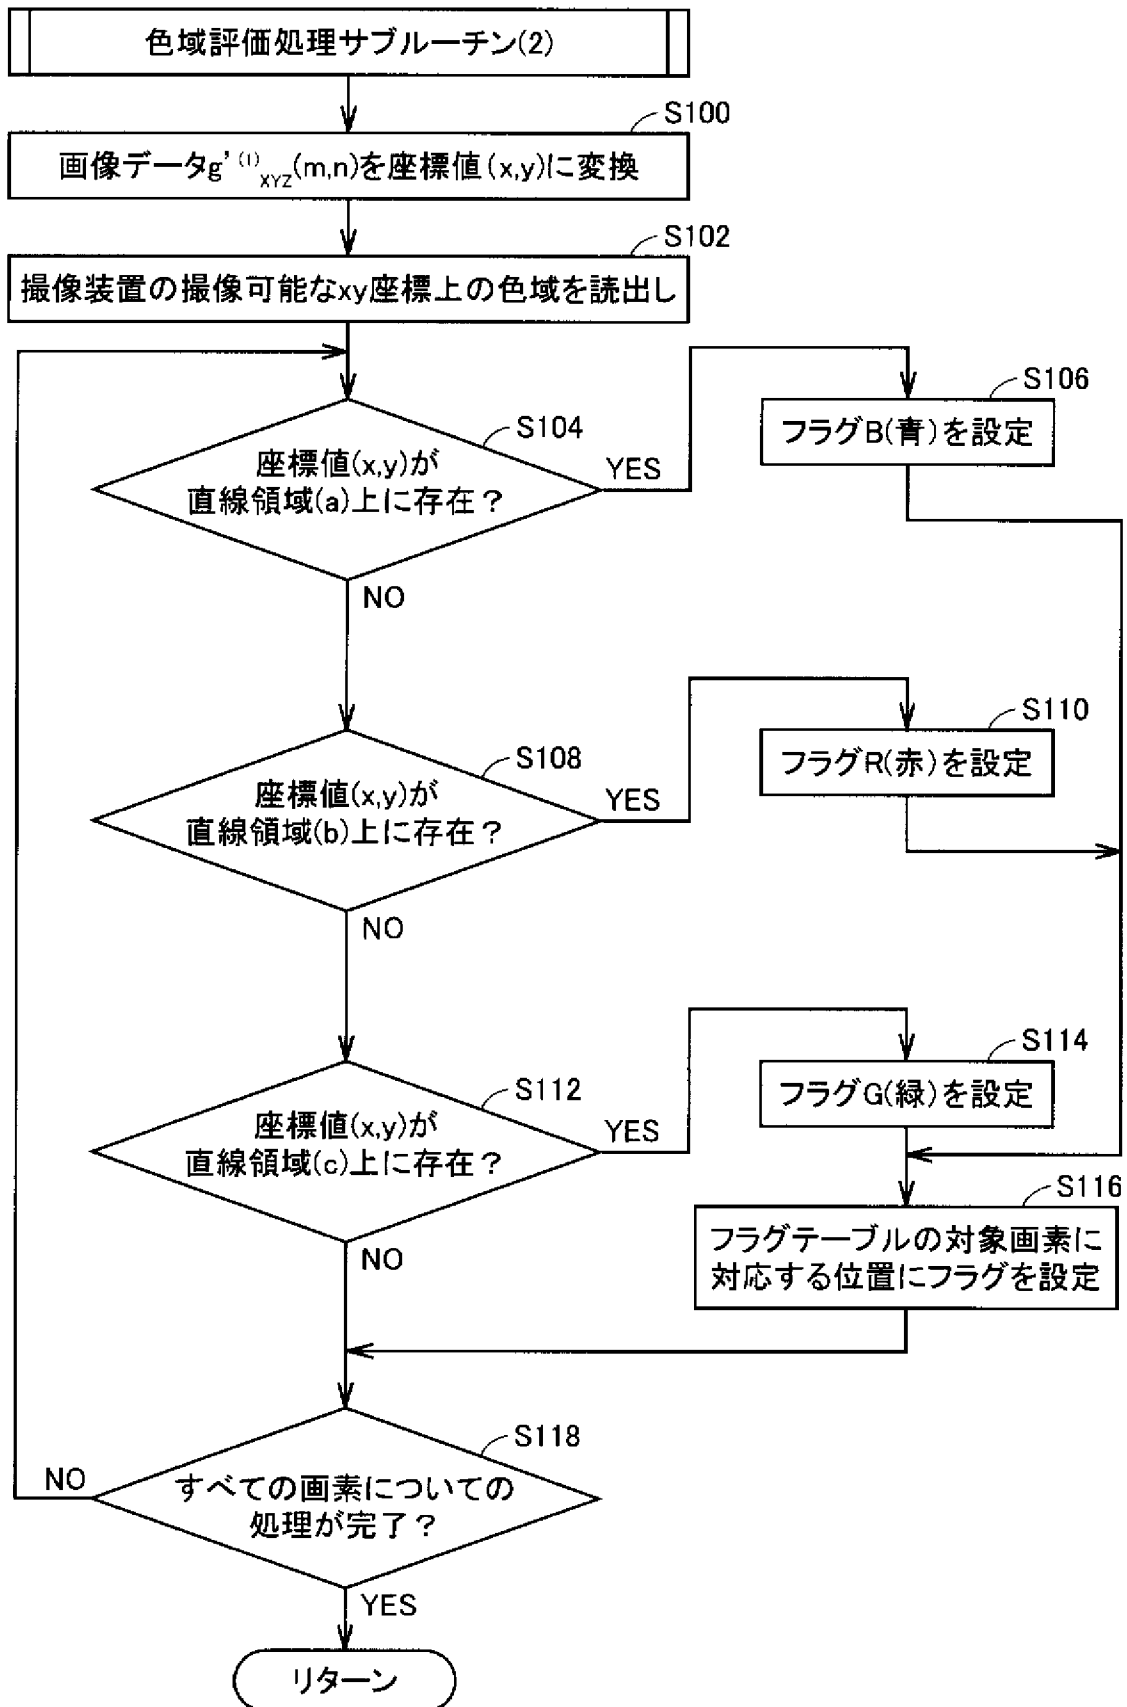 色域評価処理サブルーチン(2)
S100
画像データg'⁽¹⁾XYZ(m,n)を座標値(x,y)に変換
S102
撮像装置の撮像可能なxy座標上の色域を読出し
S104
座標値(x,y)が
直線領域(a)上に存在?
YES
NO
S106
フラグB(青)を設定
S108
座標値(x,y)が
直線領域(b)上に存在?
YES
NO
S110
フラグR(赤)を設定
S112
座標値(x,y)が
直線領域(c)上に存在?
YES
NO
S114
フラグG(緑)を設定
S116
フラグテーブルの対象画素に
対応する位置にフラグを設定
S118
すべての画素についての
処理が完了?
NO
YES
リターン